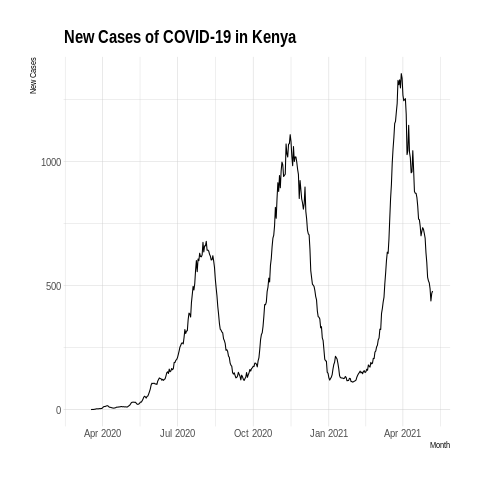 New Cases of COVID-19 in Kenya
New Cases
1000
500
0
Apr 2020
Jul 2020
Oct 2020
Jan 2021
Apr 2021
Month